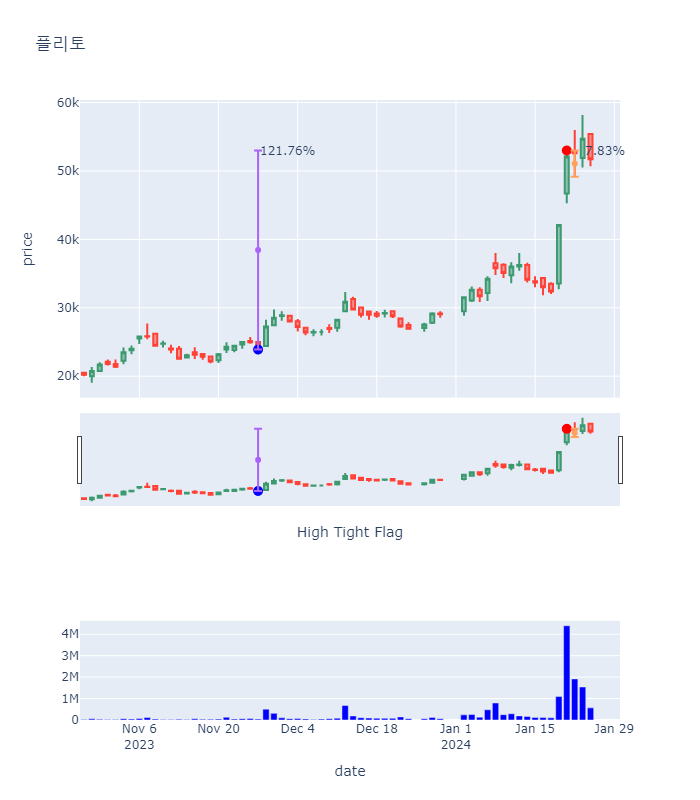 플리토
60k
50k
40k
30k
20k
price
121.76%
7.83%
High Tight Flag
4M
3M
2M
1M
0
Nov 6
2023
Nov 20
Dec 4
Dec 18
Jan 1
2024
Jan 15
Jan 29
date